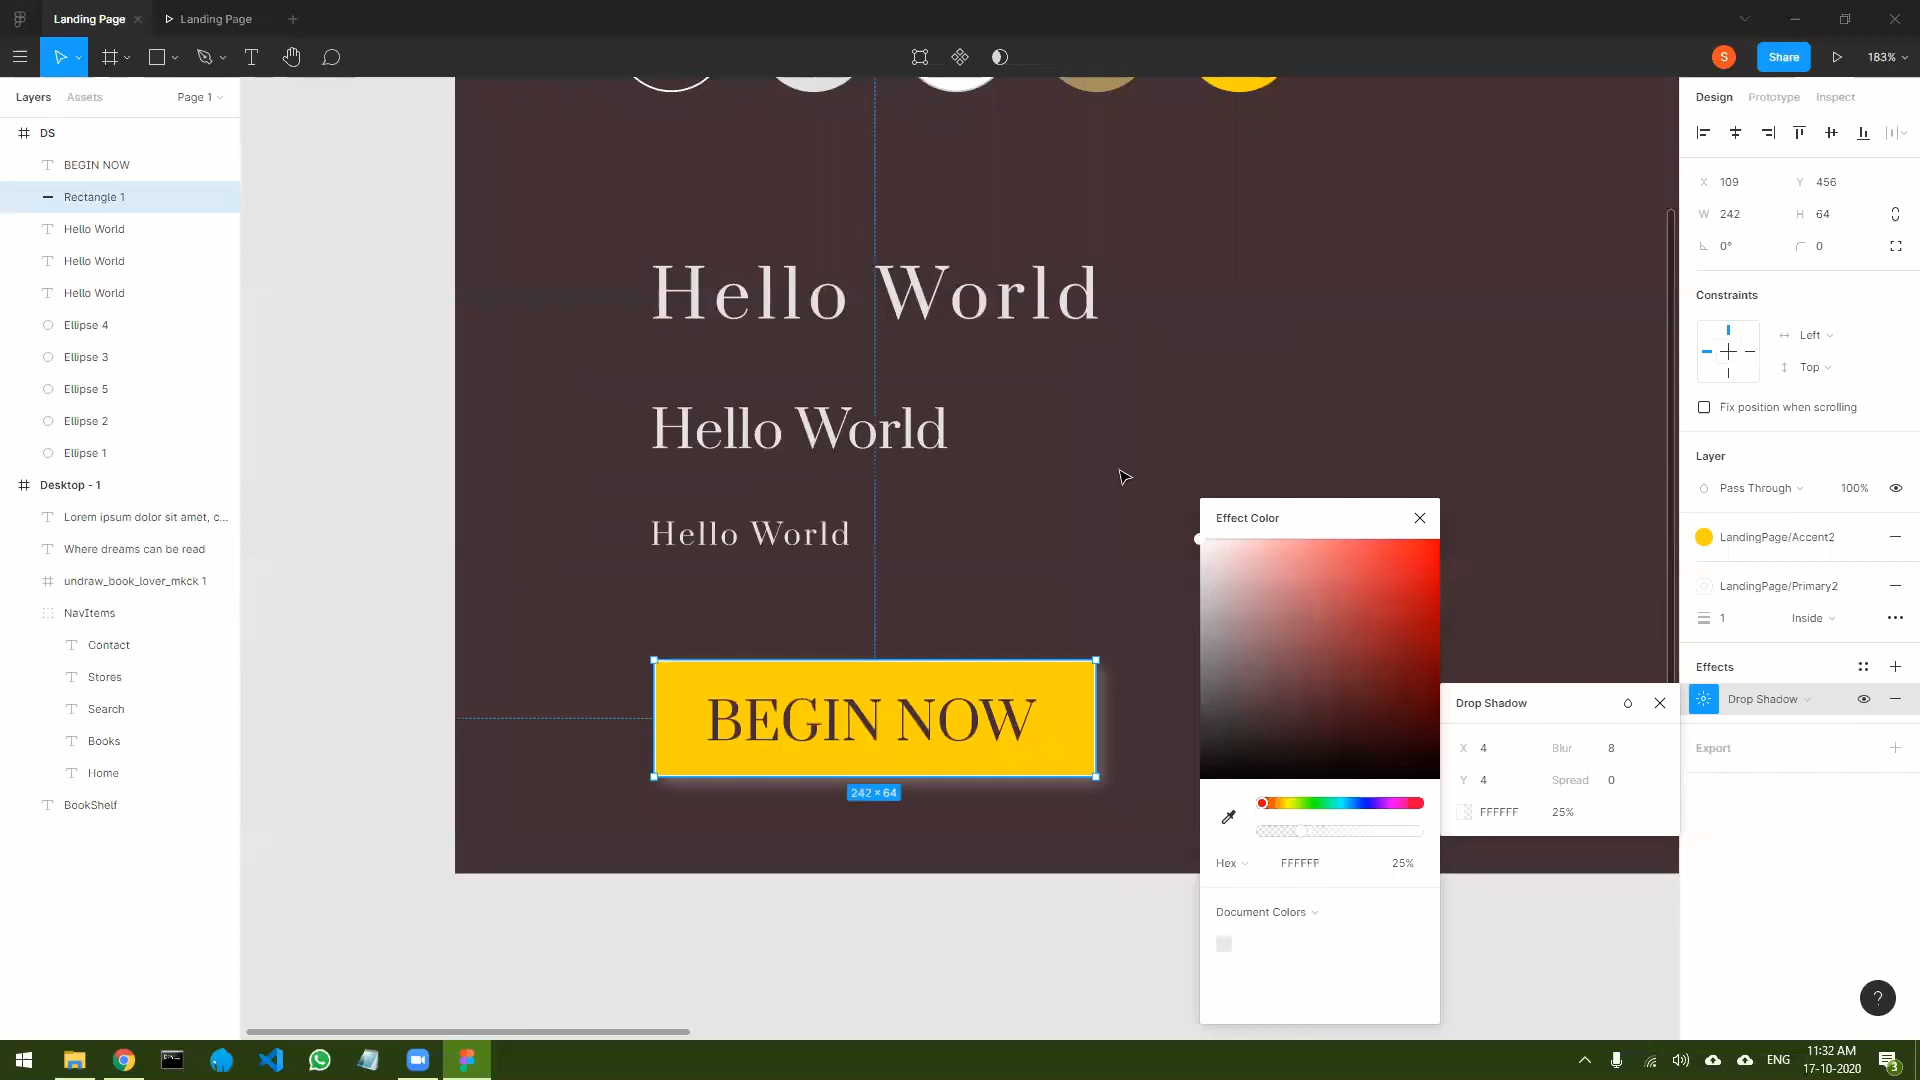 Landing Page
Landing Page
S
Share
183%
Layers
Assets
Page 1
DS
BEGIN NOW
Rectangle 1
Hello World
Hello World
Hello World
Ellipse 4
Ellipse 3
Ellipse 5
Ellipse 2
Ellipse 1
Desktop - 1
Lorem ipsum dolor sit amet, c...
Where dreams can be read
undraw_book_lover_mkck 1
NavItems
Contact
Stores
Search
Books
Home
BookShelf
Hello World
Hello World
Hello World
BEGIN NOW
242 × 64
Effect Color
Hex
FFFFFF
25%
Document Colors
Drop Shadow
X 4
Blur 8
Y 4
Spread 0
FFFFFF
25%
Design
Prototype
Inspect
X 109
Y 456
W 242
H 64
0°
0
Constraints
Left
Top
Fix position when scrolling
Layer
Pass Through
100%
LandingPage/Accent2
LandingPage/Primary2
1
Inside
Effects
Drop Shadow
Export
?
ENG
11:32 AM
17-10-2020
3